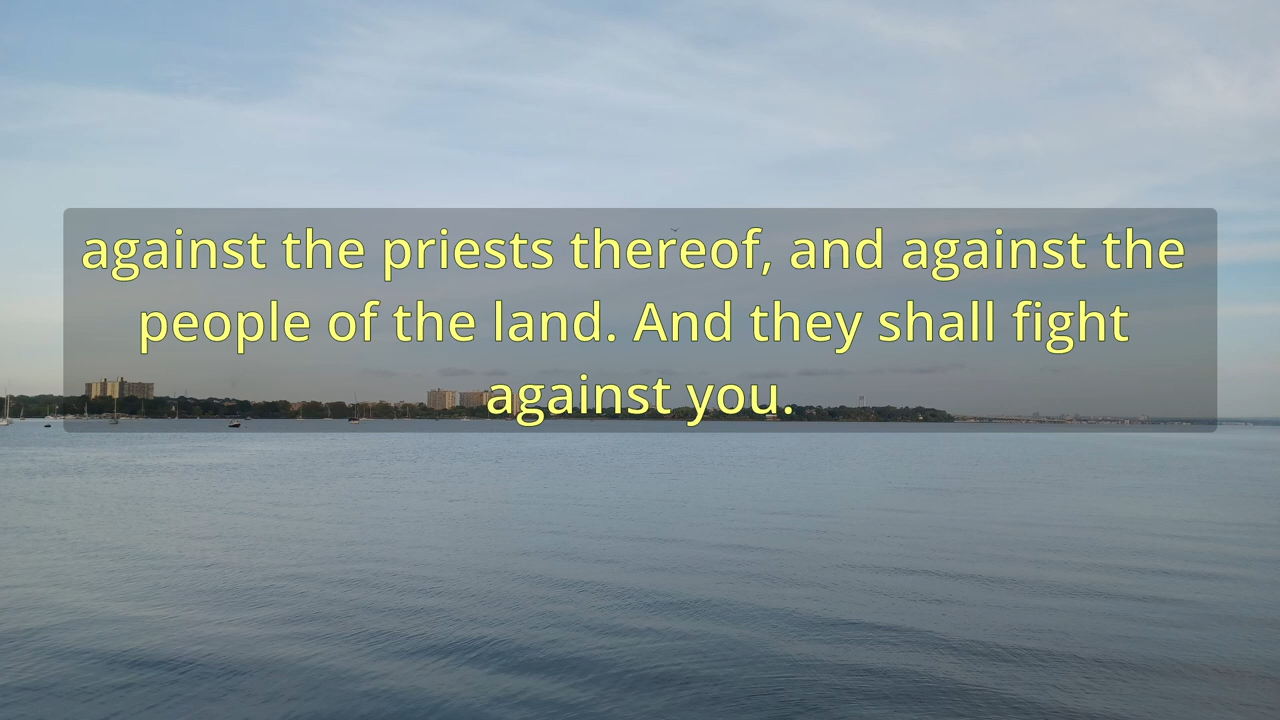 against the priests thereof, and against the
people of the land. And they shall fight
against you.